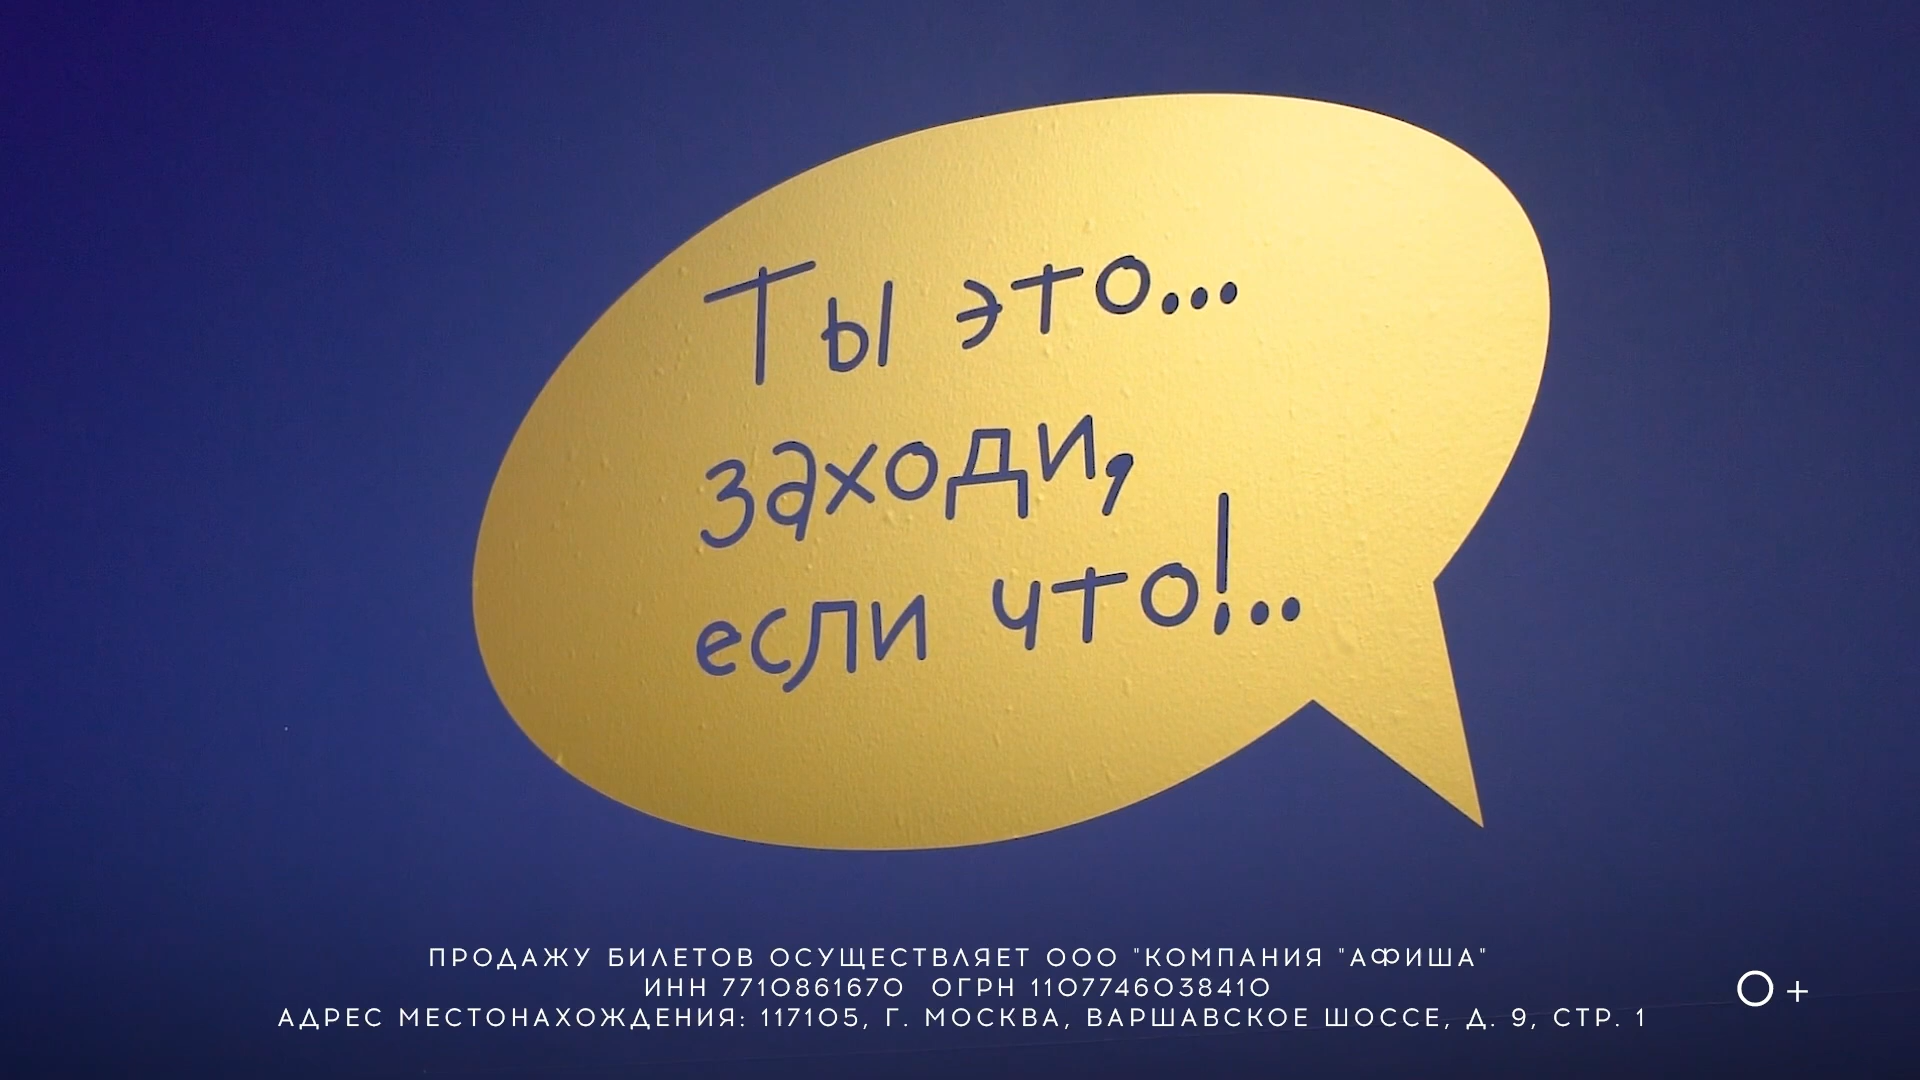 Ты это...
заходи,
если что!..
ПРОДАЖУ БИЛЕТОВ ОСУЩЕСТВЛЯЕТ ООО "КОМПАНИЯ "АФИША"
ИНН 7710861670 ОГРН 1107746038410
АДРЕС МЕСТОНАХОЖДЕНИЯ: 117105, Г. МОСКВА, ВАРШАВСКОЕ ШОССЕ, Д. 9, СТР. 1
0+